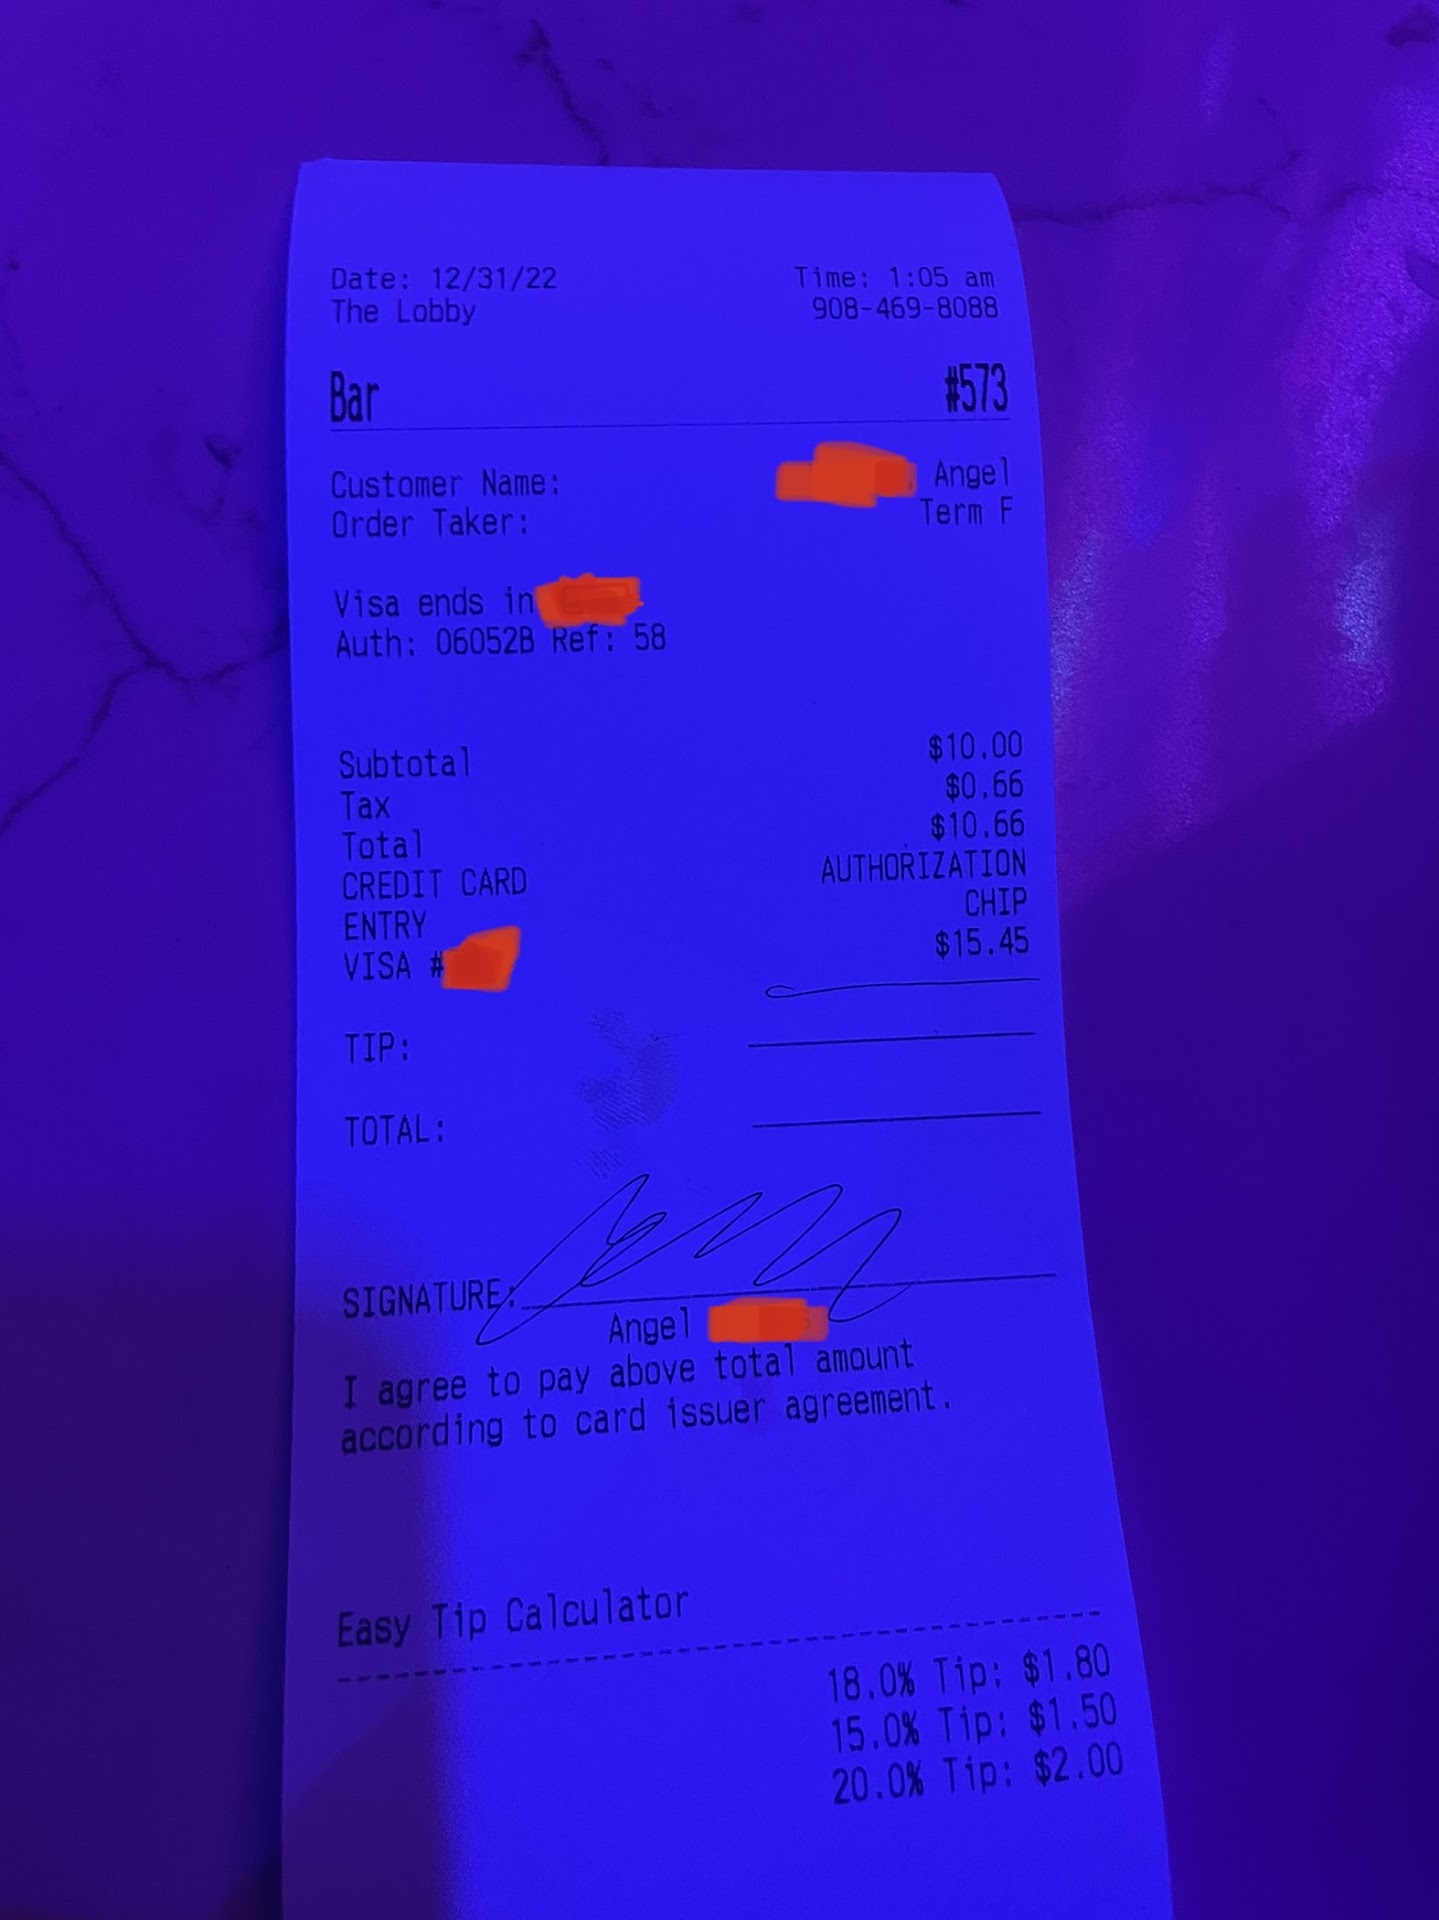 Date: 12/31/22 Time: 1:05 am
The Lobby 908-469-8088
Bar #573
Customer Name: Angel
Order Taker: Term F
Visa ends in
Auth: 06052B Ref: 58
Subtotal $10.00
Tax $0.66
Total $10.66
CREDIT CARD AUTHORIZATION
ENTRY CHIP
VISA # $15.45
TIP:
TOTAL:
SIGNATURE:
Angel
I agree to pay above total amount
according to card issuer agreement.
Easy Tip Calculator
18.0% Tip: $1.80
15.0% Tip: $1.50
20.0% Tip: $2.00